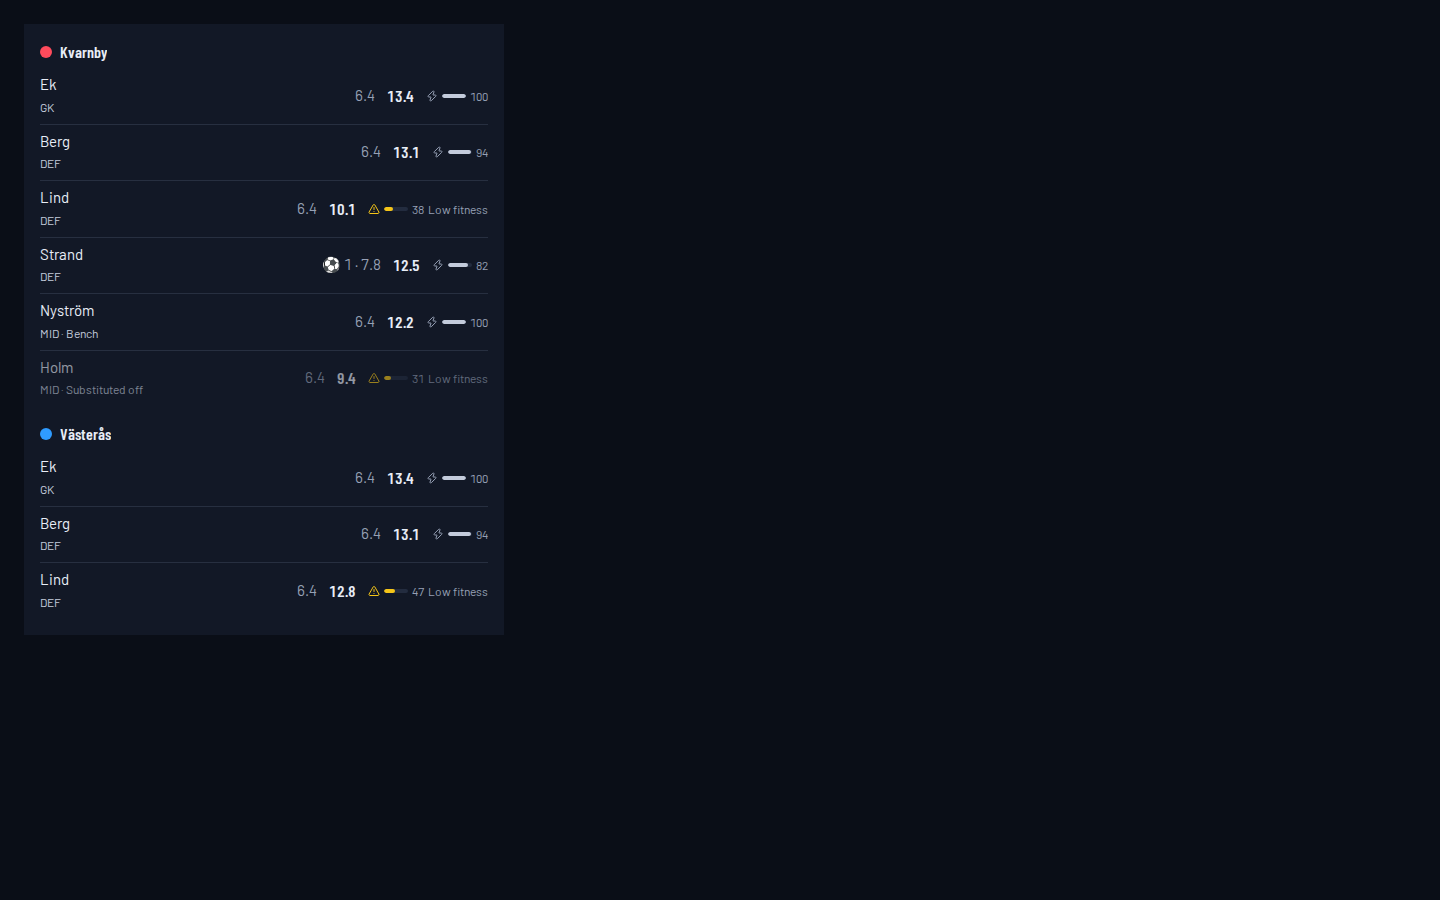 Kvarnby
Ek
GK
6.4 13.4 100
Berg
DEF
6.4 13.1 94
Lind
DEF
6.4 10.1 38 Low fitness
Strand
DEF
⚽ 1 · 7.8 12.5 82
Nyström
MID · Bench
6.4 12.2 100
Holm
MID · Substituted off
6.4 9.4 31 Low fitness
Västerås
Ek
GK
6.4 13.4 100
Berg
DEF
6.4 13.1 94
Lind
DEF
6.4 12.8 47 Low fitness